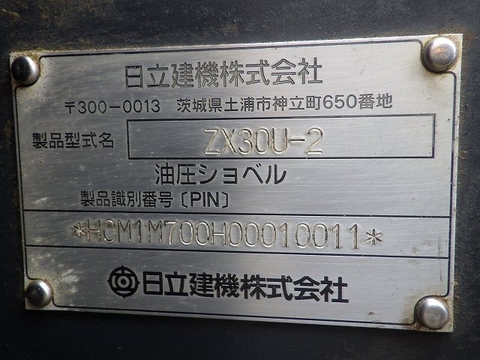 日立建機株式会社
〒300-0013 茨城県土浦市神立町650番地
製品型式名 ZX30U-2
油圧ショベル
製品識別番号〔PIN〕
*HCM1M700H00010011*
日立建機株式会社